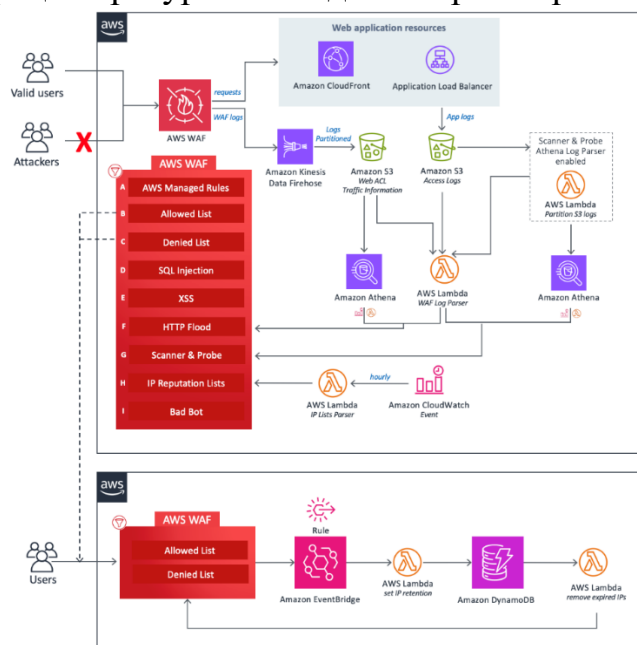 aws
Web application resources
Valid users
Attackers
X
AWS WAF
requests
WAF logs
Amazon CloudFront
Application Load Balancer
Logs
Partitioned
App logs
Amazon Kinesis
Data Firehose
Amazon S3
Web ACL
Traffic Information
Amazon S3
Access Logs
Scanner & Probe
Athena Log Parser
enabled
AWS Lambda
Partition S3 logs
AWS WAF
A AWS Managed Rules
B Allowed List
C Denied List
D SQL Injection
E XSS
F HTTP Flood
G Scanner & Probe
H IP Reputation Lists
I Bad Bot
Amazon Athena
AWS Lambda
WAF Log Parser
Amazon Athena
hourly
AWS Lambda
IP Lists Parser
Amazon CloudWatch
Event
aws
Users
AWS WAF
Allowed List
Denied List
Rule
Amazon EventBridge
AWS Lambda
set IP retention
Amazon DynamoDB
AWS Lambda
remove expired IPs